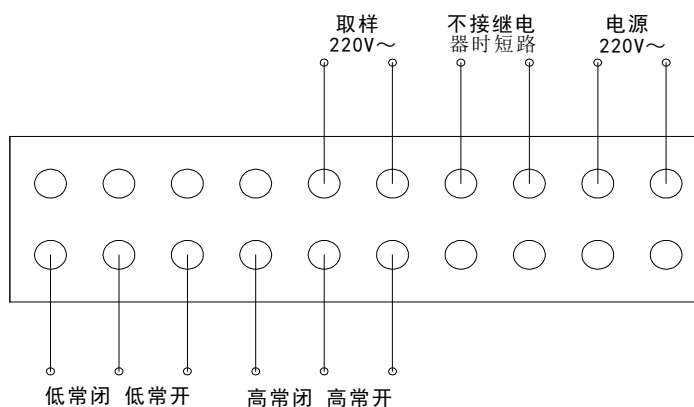 取样
220V～
不接继电
器时短路
电源
220V～
低常闭 低常开
高常闭 高常开